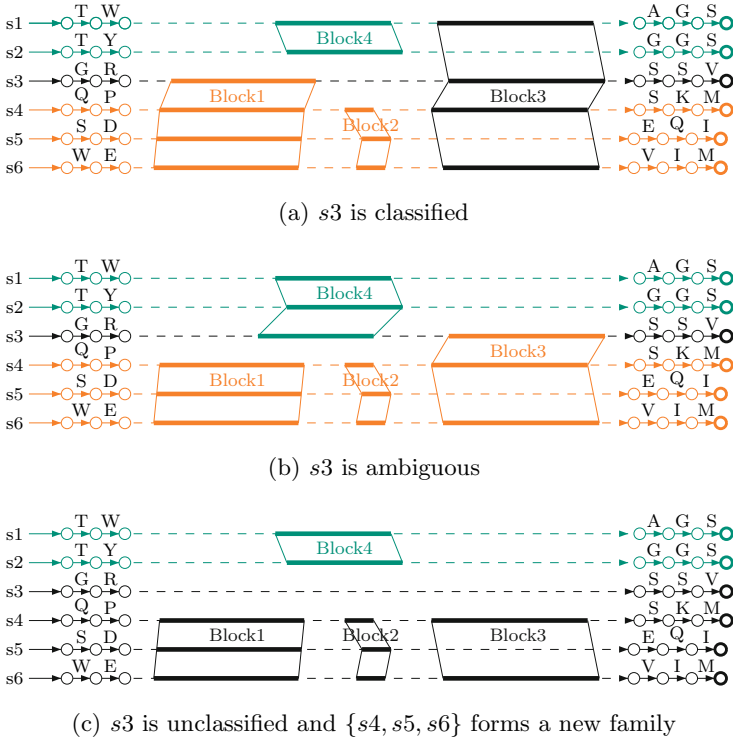 T W A G S
s1
Block4
T Y G G S
s2
G R S S V
s3
Block1 Block3
Q P S K M
s4
Block2
S D E Q I
s5
W E V I M
s6
(a) s3 is classified
T W A G S
s1
Block4
T Y G G S
s2
G R S S V
s3
Block3
Q P S K M
s4
Block1 Block2
S D E Q I
s5
W E V I M
s6
(b) s3 is ambiguous
T W A G S
s1
Block4
T Y G G S
s2
G R S S V
s3
Q P S K M
s4
Block1 Block2 Block3
S D E Q I
s5
W E V I M
s6
(c) s3 is unclassified and {s4, s5, s6} forms a new family